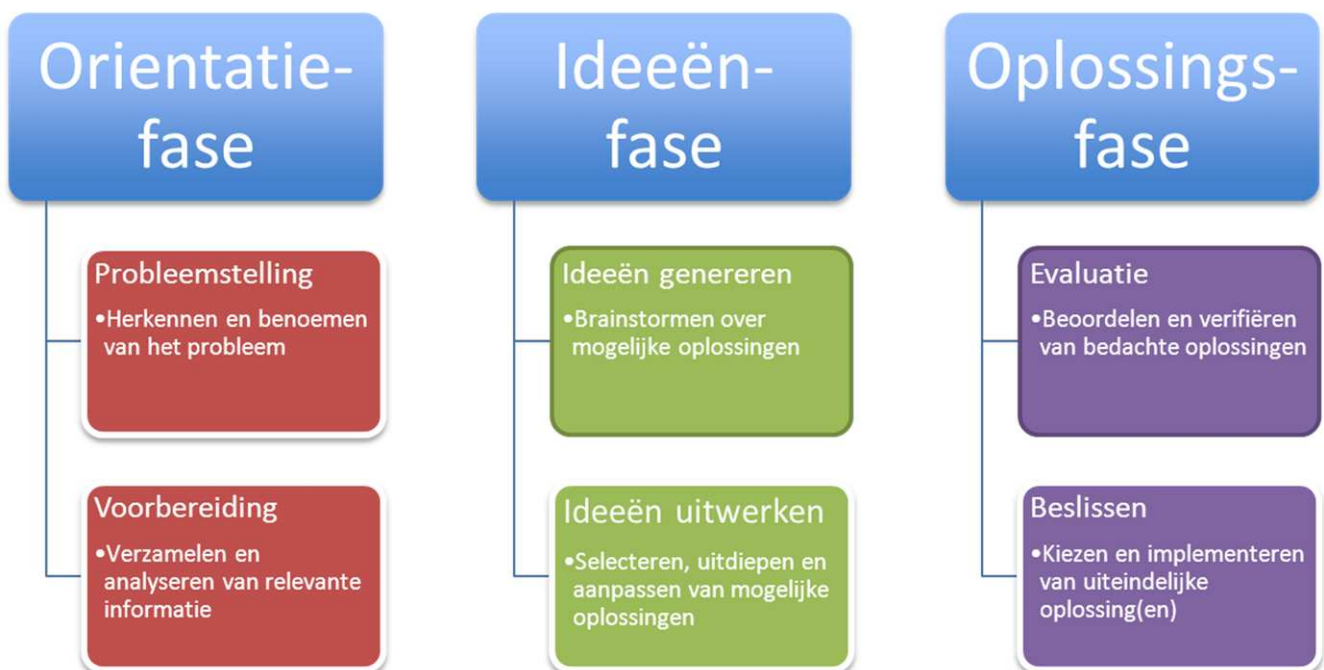 Orientatie-
fase
Probleemstelling
•Herkennen en benoemen
van het probleem
Voorbereiding
•Verzamelen en
analyseren van relevante
informatie
Ideeën-
fase
Ideeën genereren
•Brainstormen over
mogelijke oplossingen
Ideeën uitwerken
•Selecteren, uitdiepen en
aanpassen van mogelijke
oplossingen
Oplossings-
fase
Evaluatie
•Beoordelen en verifiëren
van bedachte oplossingen
Beslissen
•Kiezen en implementeren
van uiteindelijke
oplossing(en)